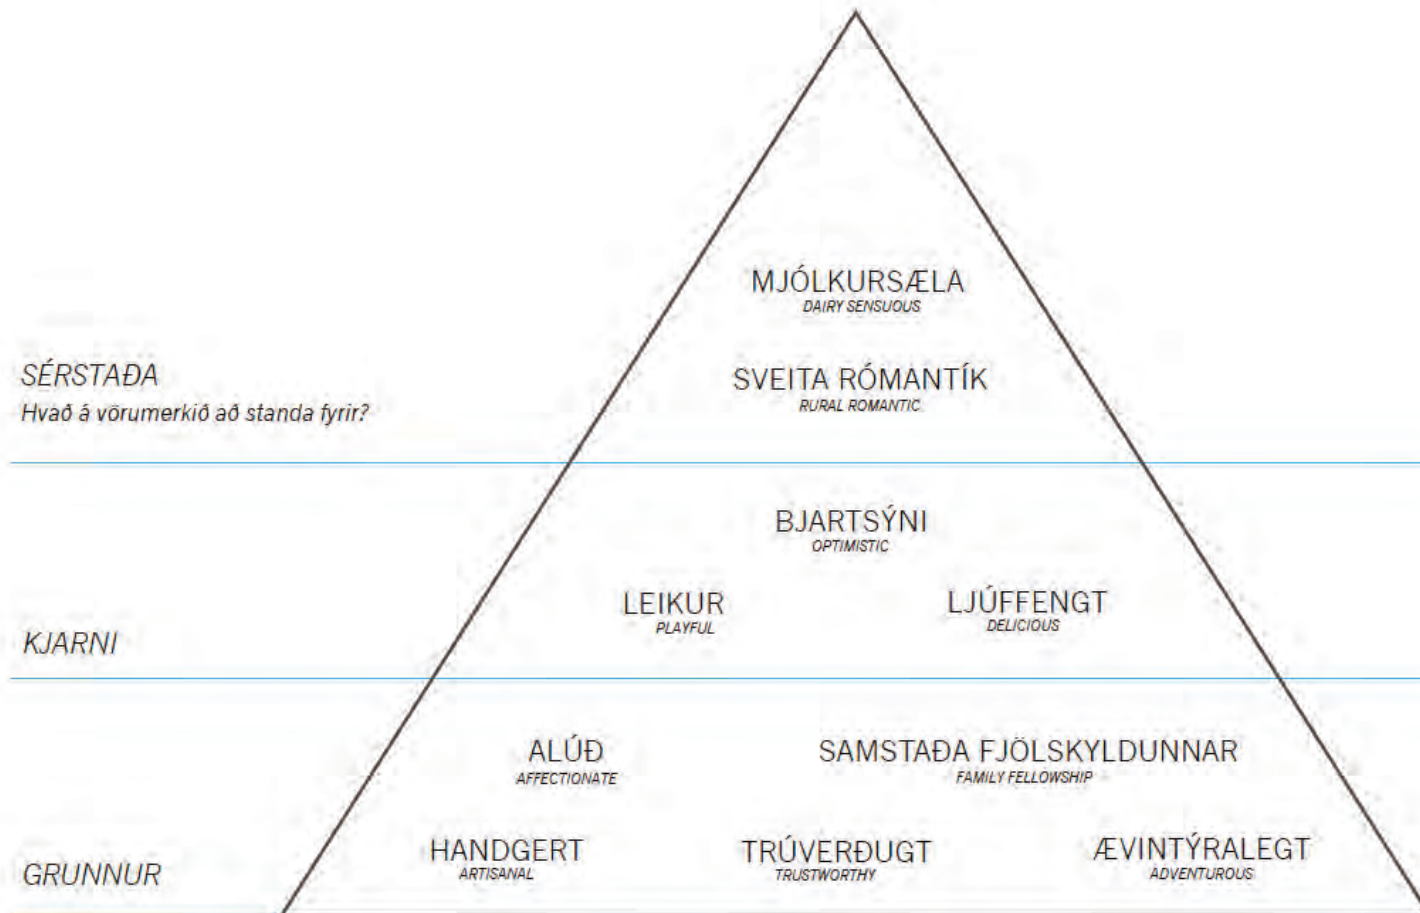 MJÓLKURSÆLA
DAIRY SENSUOUS
SÉRSTAÐA
Hvað á vörumerkið að standa fyrir?
SVEITA RÓMANTÍK
RURAL ROMANTIC
BJARTSÝNI
OPTIMISTIC
LEIKUR
PLAYFUL
LJÚFFENGT
DELICIOUS
KJARNI
ALÚÐ
AFFECTIONATE
SAMSTAÐA FJÖLSKYLDUNNAR
FAMILY FELLOWSHIP
HANDGERT
ARTISANAL
TRÚVERÐUGT
TRUSTWORTHY
ÆVINTÝRALEGT
ADVENTUROUS
GRUNNUR